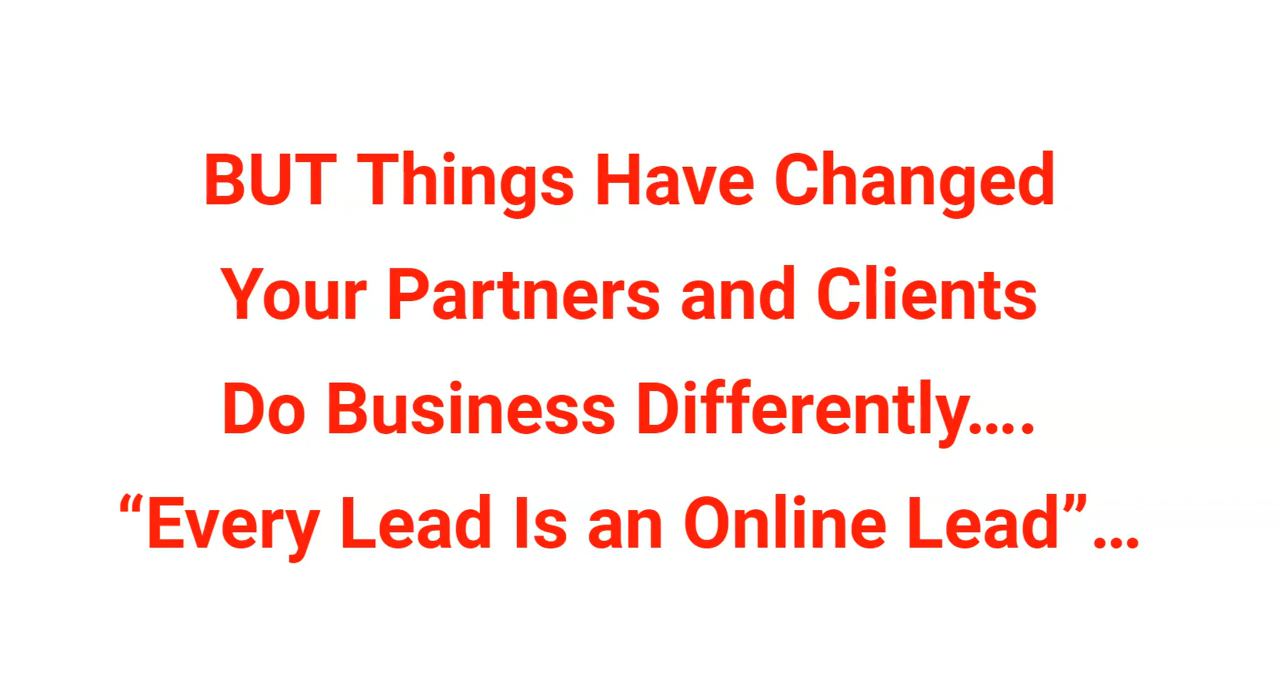 BUT Things Have Changed
Your Partners and Clients
Do Business Differently….
“Every Lead Is an Online Lead”…